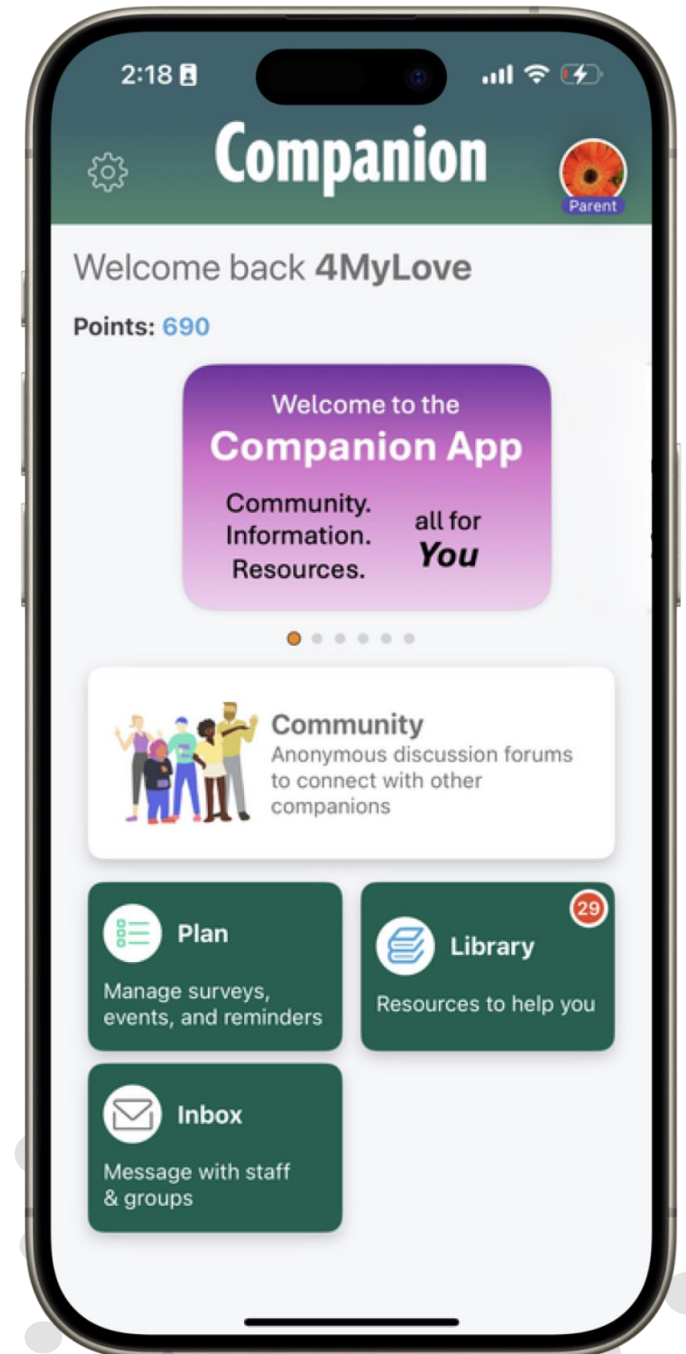 2:18
Companion
Parent
Welcome back 4MyLove
Points: 690
Welcome to the
Companion App
Community.
Information.
Resources.
all for
You
Community
Anonymous discussion forums
to connect with other
companions
Plan
Manage surveys,
events, and reminders
29
Library
Resources to help you
Inbox
Message with staff
& groups